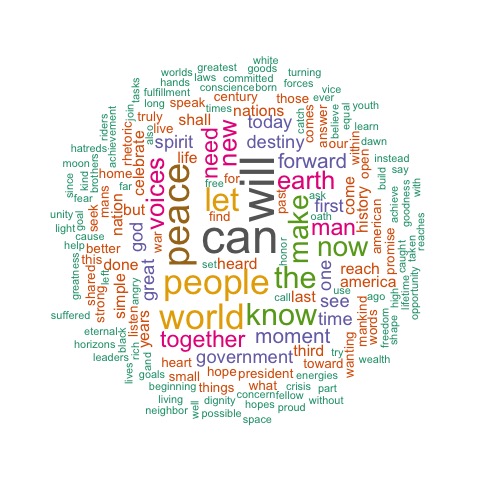 white
greatest
worlds
goods
turning
hands
laws
committed
forces
fulfillment
conscience
born
vice
tasks
long
times
ever
youth
join
speak
century
those
equal
riders
truly
shall
nations
catch
believe
achievement
rhetoric
also
live
need
new
today
comes
answer
our
learn
hatreds
celebrate
spirit
destiny
within
dawn
moon
brothers
voices
life
for
will
forward
open
instead
since
kind
home
peace
free
let
earth
come
build
say
fear
mans
far
find
past
ask
first
history
achieve
goodness
unity
goal
seek
nation
but
war
can
make
man
oath
american
with
light
cause
god
honor
now
promise
taken
reaches
help
better
this
done
great
set
heard
the
one
reach
caught
greatness
shared
left
angry
people
call
last
use
america
lifetime
opportunity
suffered
strong
simple
listen
world
know
see
ago
high
eternal
black
years
together
moment
time
mankind
words
freedom
shape
horizons
rich
and
government
third
try
wanting
leaders
lives
heart
hope
president
toward
wealth
goals
small
things
what
energies
beginning
concern
crisis
part
living
well
dignity
hopes
fellow
without
neighbor
possible
proud
space